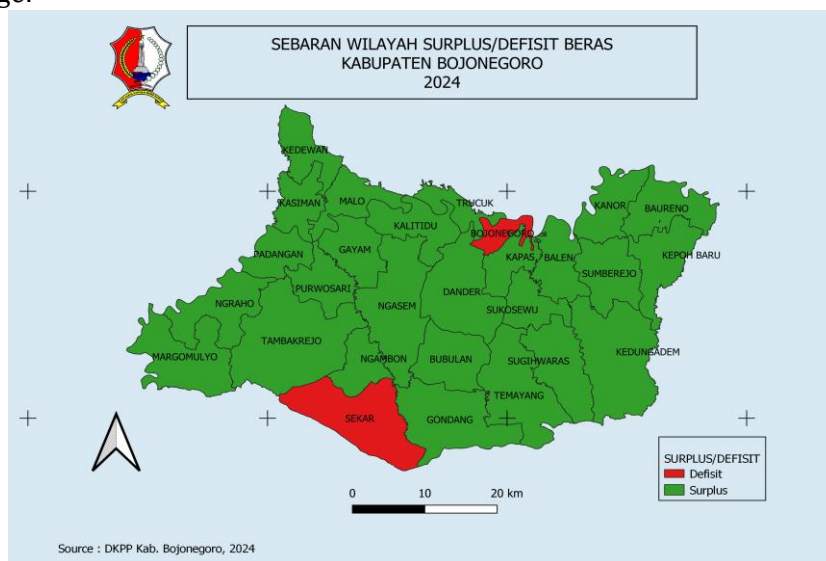 SEBARAN WILAYAH SURPLUS/DEFISIT BERAS
KABUPATEN BOJONEGORO
2024
KEDEWAN
KASIMAN
MALO
TRUCUK
KANOR
BAURENO
KALITIDU
BOJONEGORO
PADANGAN
GAYAM
KAPAS
BALEN
KEPOH BARU
SUMBEREJO
PURWOSARI
DANDER
NGRAHO
NGASEM
SUKOSEWU
TAMBAKREJO
MARGOMULYO
NGAMBON
BUBULAN
SUGIHWARAS
KEDUNGADEM
TEMAYANG
SEKAR
GONDANG
SURPLUS/DEFISIT
Defisit
Surplus
0 10 20 km
Source : DKPP Kab. Bojonegoro, 2024